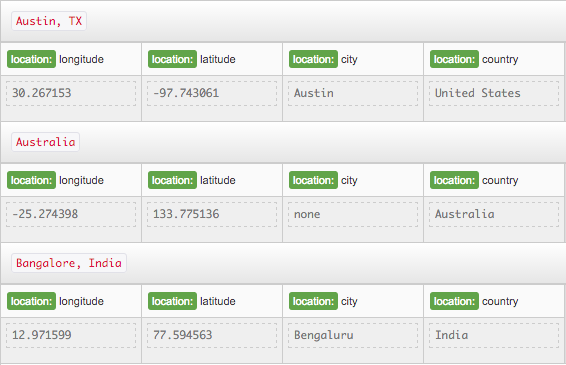 Austin, TX
location: longitude location: latitude location: city location: country
30.267153 -97.743061 Austin United States
Australia
location: longitude location: latitude location: city location: country
-25.274398 133.775136 none Australia
Bangalore, India
location: longitude location: latitude location: city location: country
12.971599 77.594563 Bengaluru India